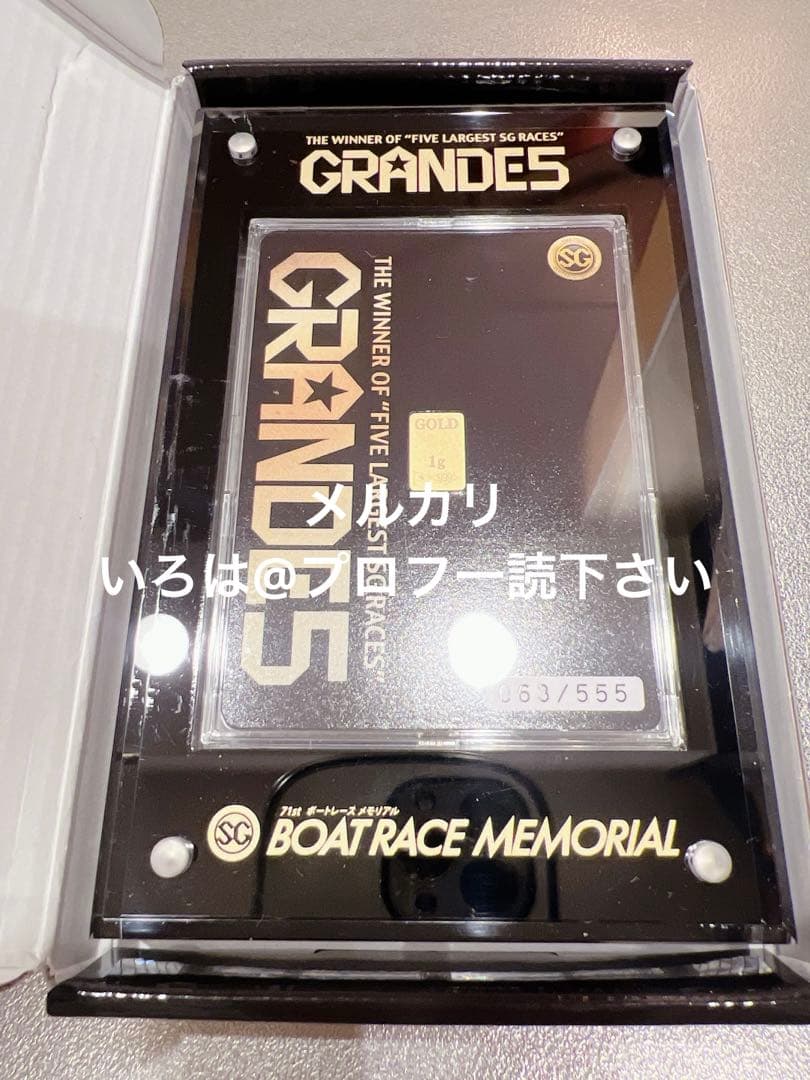 THE WINNER OF "FIVE LARGEST SG RACES"
GRANDE5
SG
THE WINNER OF "FIVE LARGEST SG RACES"
GRANDE5
GOLD
1g
メルカリ
いろは@プロフ一読下さい
063/555
SG
71st ボートレース メモリアル
BOATRACE MEMORIAL